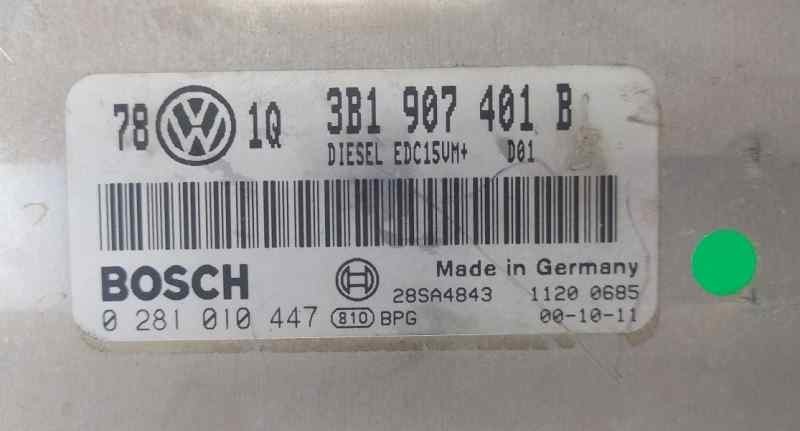 78 VW 1Q 3B1 907 401 B
DIESEL EDC15VM+ D01
BOSCH Made in Germany
28SA4843 1120 0685
0 281 010 447 810 BPG 00-10-11